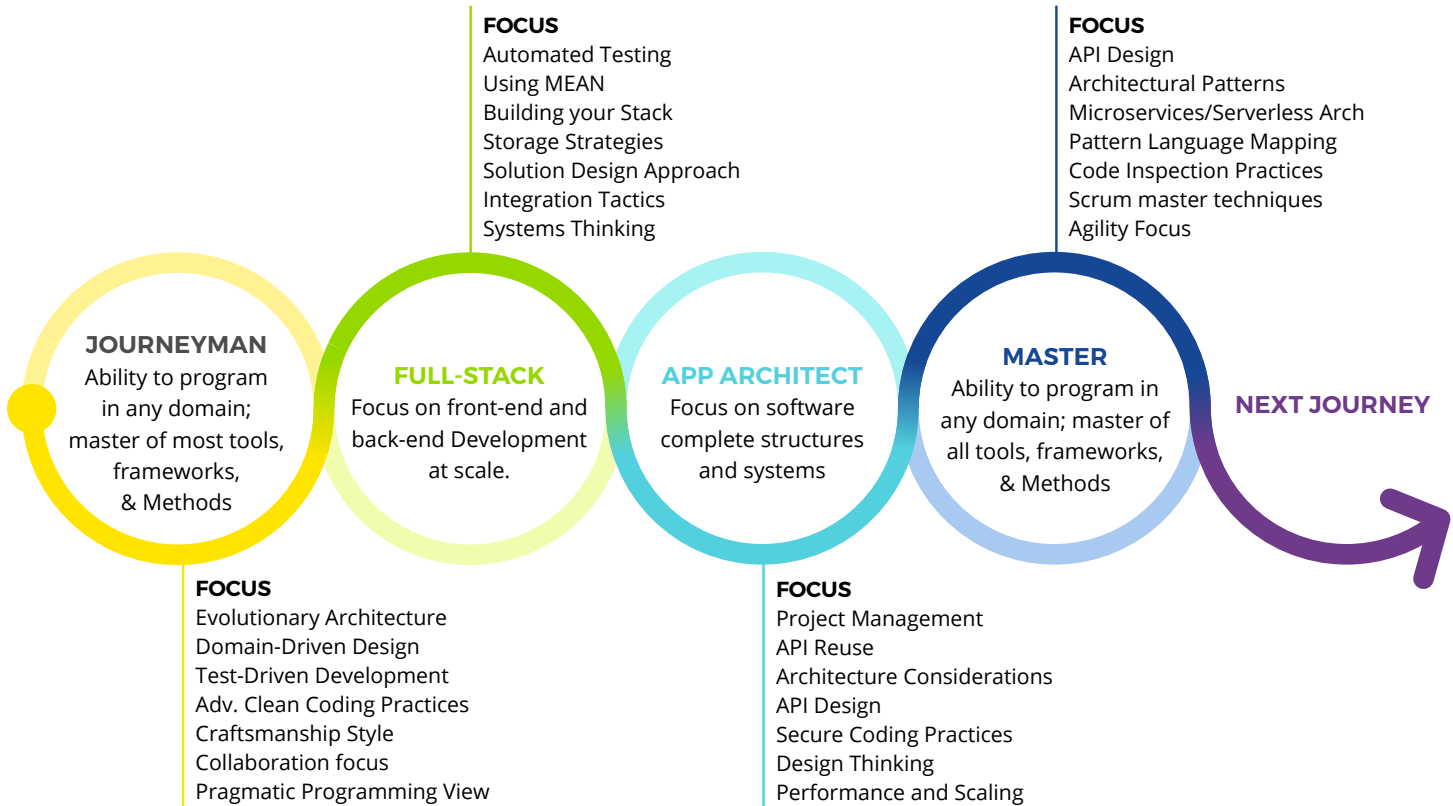 FOCUS
Automated Testing
Using MEAN
Building your Stack
Storage Strategies
Solution Design Approach
Integration Tactics
Systems Thinking
FOCUS
API Design
Architectural Patterns
Microservices/Serverless Arch
Pattern Language Mapping
Code Inspection Practices
Scrum master techniques
Agility Focus
JOURNEYMAN
Ability to program
in any domain;
master of most tools,
frameworks,
& Methods
FULL-STACK
Focus on front-end and
back-end Development
at scale.
APP ARCHITECT
Focus on software
complete structures
and systems
MASTER
Ability to program in
any domain; master of
all tools, frameworks,
& Methods
NEXT JOURNEY
FOCUS
Evolutionary Architecture
Domain-Driven Design
Test-Driven Development
Adv. Clean Coding Practices
Craftsmanship Style
Collaboration focus
Pragmatic Programming View
FOCUS
Project Management
API Reuse
Architecture Considerations
API Design
Secure Coding Practices
Design Thinking
Performance and Scaling